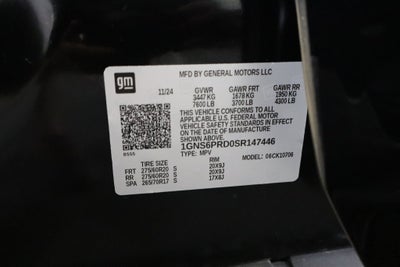 gm
MFD BY GENERAL MOTORS LLC
11/24 GVWR GAWR FRT GAWR RR
3447 KG 1678 KG 1950 KG
7600 LB 3700 LB 4300 LB
THIS VEHICLE CONFORMS TO ALL
APPLICABLE U.S. FEDERAL MOTOR
VEHICLE SAFETY STANDARDS IN EFFECT
ON THE DATE OF MANUFACTURE
SHOWN ABOVE.
1GNS6PRD0SR147446
TYPE: MPV 06CK10706
TIRE SIZE RIM
FRT 275/60R20 S 20X9J
RR 275/60R20 S 20X9J
SPA 265/70R17 S 17X8J